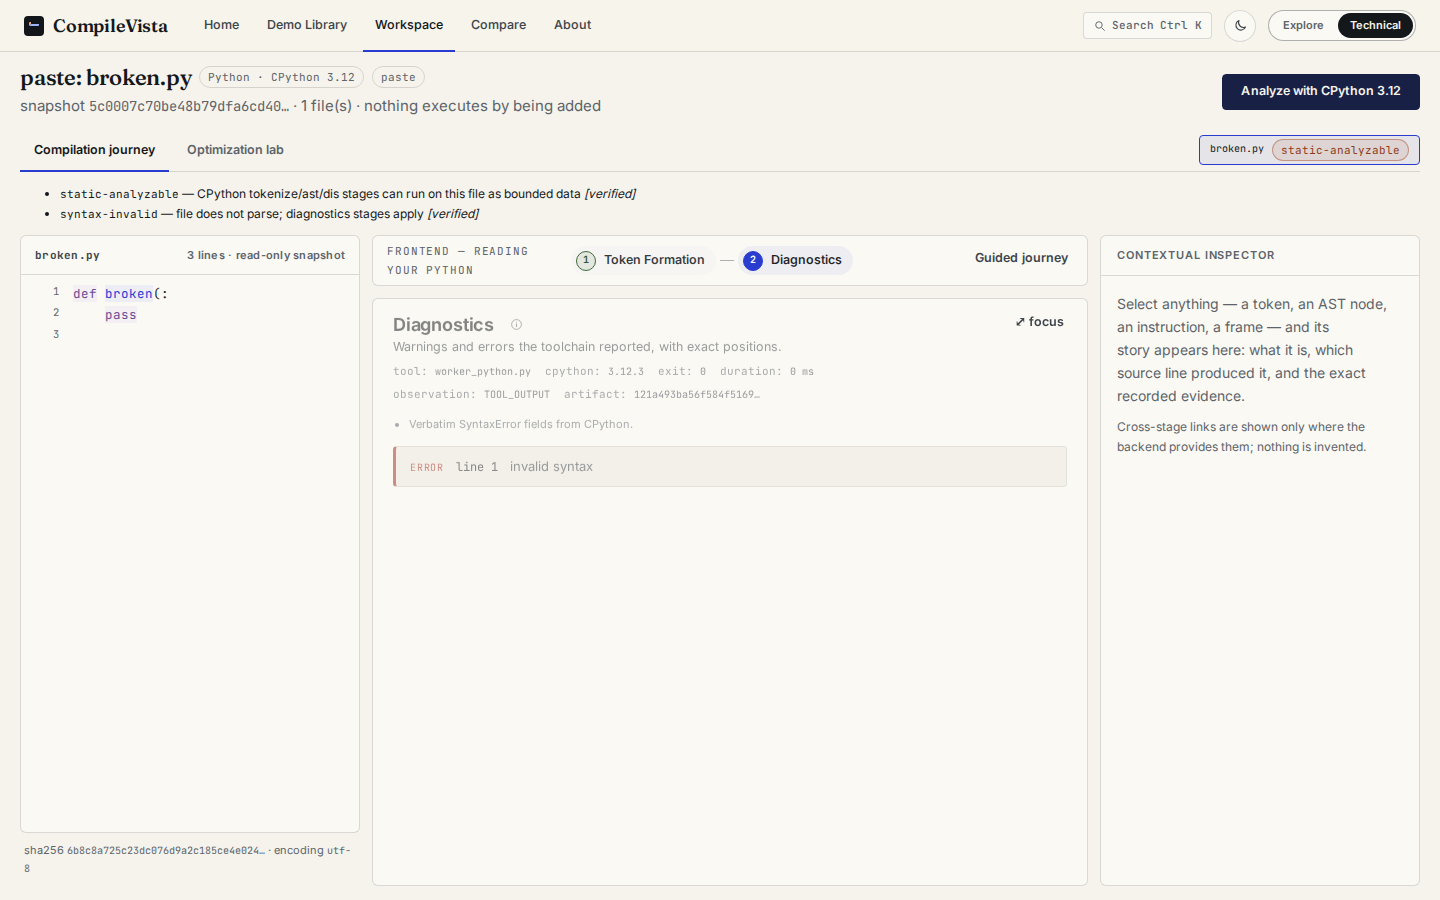 CompileVista
Home
Demo Library
Workspace
Compare
About
Search Ctrl K
Explore
Technical
paste: broken.py
Python · CPython 3.12
paste
snapshot 5c0007c70be48b79dfa6cd40… · 1 file(s) · nothing executes by being added
Analyze with CPython 3.12
Compilation journey
Optimization lab
broken.py
static-analyzable
• static-analyzable — CPython tokenize/ast/dis stages can run on this file as bounded data [verified]
• syntax-invalid — file does not parse; diagnostics stages apply [verified]
broken.py
3 lines · read-only snapshot
1 def broken(:
2     pass
3
sha256 6b8c8a725c23dc076d9a2c185ce4e024… · encoding utf-
8
FRONTEND — READING
YOUR PYTHON
1 Token Formation — 2 Diagnostics
Guided journey
Diagnostics
focus
Warnings and errors the toolchain reported, with exact positions.
tool: worker_python.py cpython: 3.12.3 exit: 0 duration: 0 ms
observation: TOOL_OUTPUT artifact: 121a493ba56f584f5169…
• Verbatim SyntaxError fields from CPython.
ERROR line 1 invalid syntax
CONTEXTUAL INSPECTOR
Select anything — a token, an AST node,
an instruction, a frame — and its
story appears here: what it is, which
source line produced it, and the exact
recorded evidence.
Cross-stage links are shown only where the
backend provides them; nothing is invented.